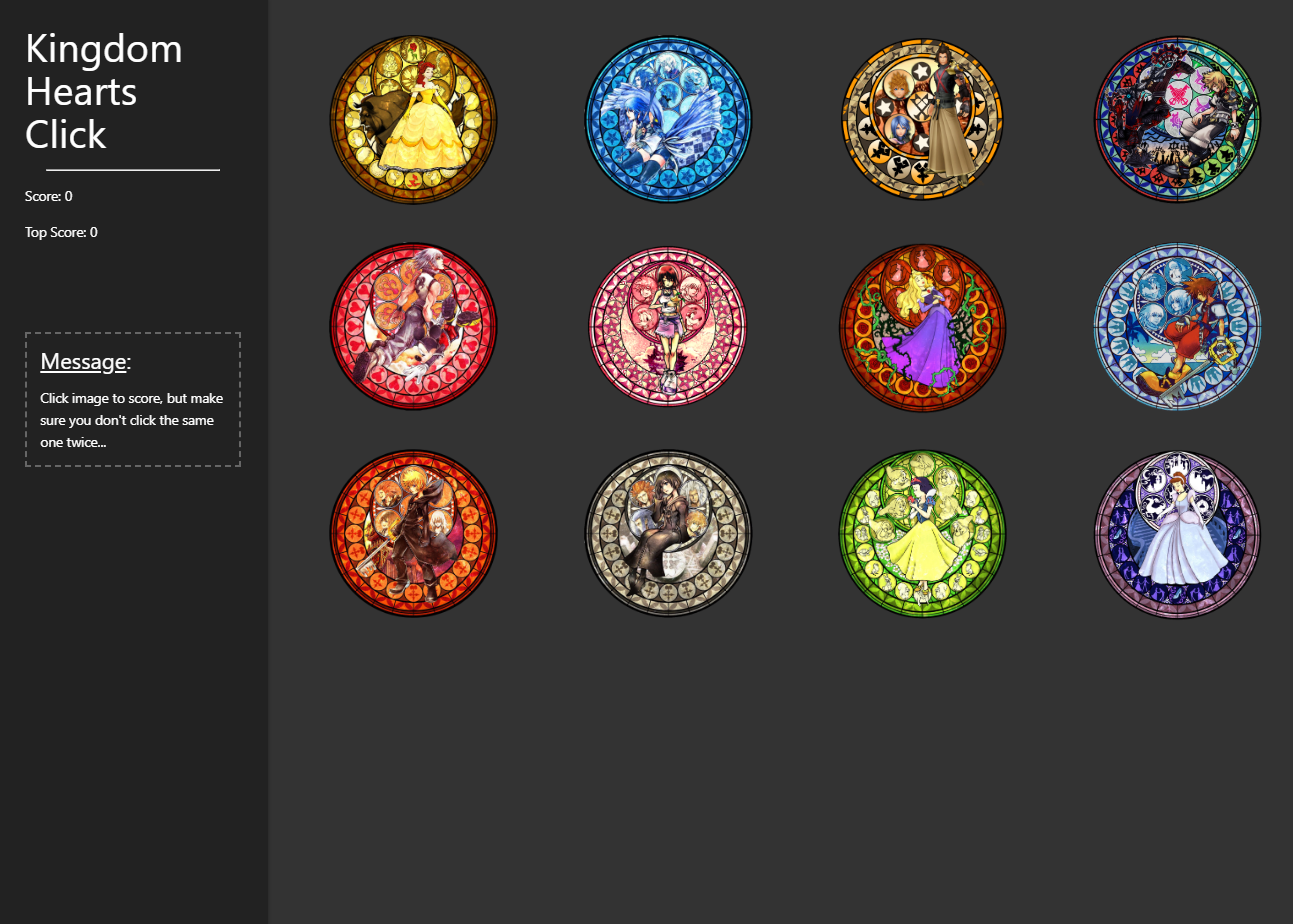 Kingdom
Hearts
Click
Score: 0
Top Score: 0
Message:
Click image to score, but make
sure you don't click the same
one twice...